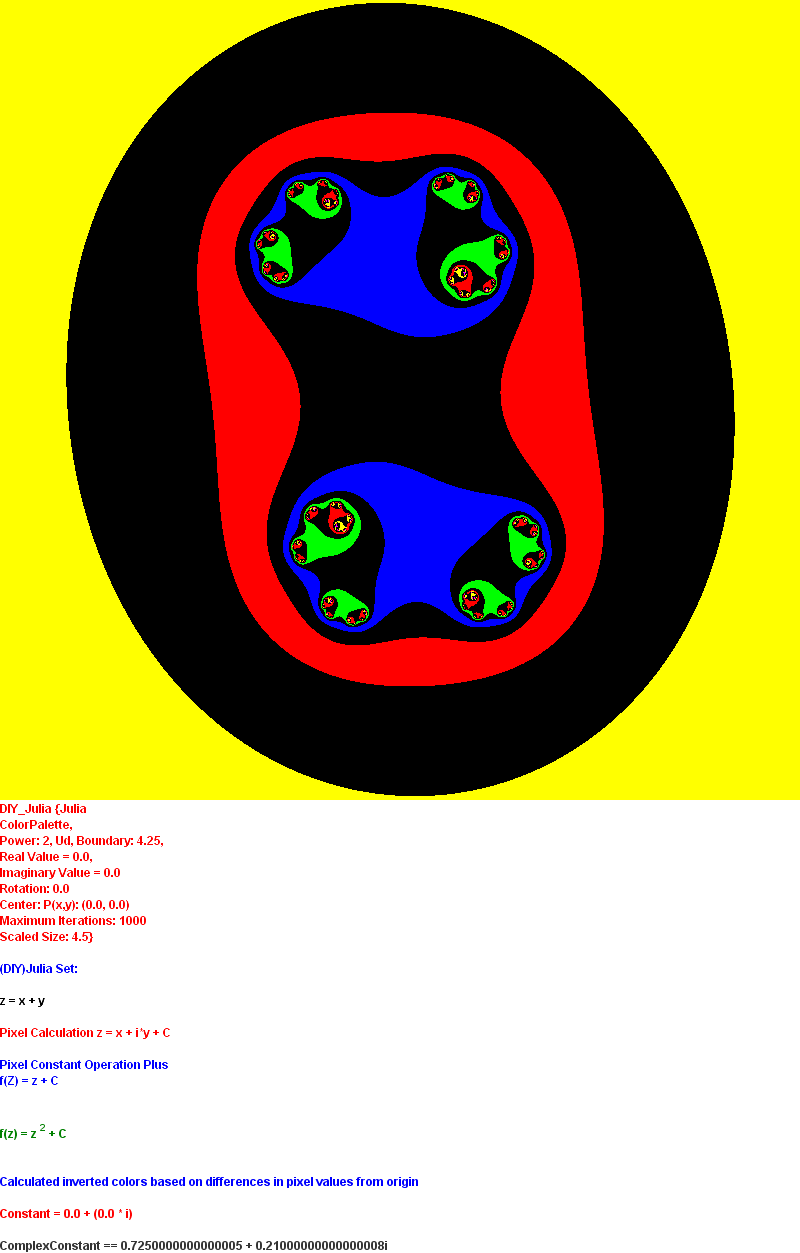 DIY_Julia {Julia
ColorPalette,
Power: 2, Ud, Boundary: 4.25,
Real Value = 0.0,
Imaginary Value = 0.0
Rotation: 0.0
Center: P(x,y): (0.0, 0.0)
Maximum Iterations: 1000
Scaled Size: 4.5}
(DIY)Julia Set:
z = x + y
Pixel Calculation z = x + i*y + C
Pixel Constant Operation Plus
f(Z) = z + C
f(z) = z ² + C
Calculated inverted colors based on differences in pixel values from origin
Constant = 0.0 + (0.0 * i)
ComplexConstant == 0.7250000000000005 + 0.21000000000000008i